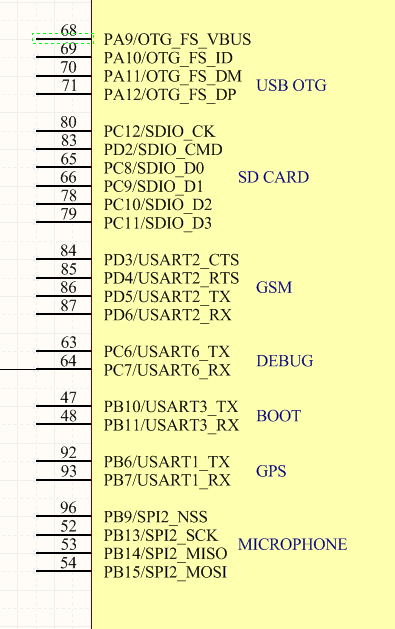 68 PA9/OTG_FS_VBUS
69 PA10/OTG_FS_ID
70 PA11/OTG_FS_DM
71 PA12/OTG_FS_DP
USB OTG
80 PC12/SDIO_CK
83 PD2/SDIO_CMD
65 PC8/SDIO_D0
66 PC9/SDIO_D1
78 PC10/SDIO_D2
79 PC11/SDIO_D3
SD CARD
84 PD3/USART2_CTS
85 PD4/USART2_RTS
86 PD5/USART2_TX
87 PD6/USART2_RX
GSM
63 PC6/USART6_TX
64 PC7/USART6_RX
DEBUG
47 PB10/USART3_TX
48 PB11/USART3_RX
BOOT
92 PB6/USART1_TX
93 PB7/USART1_RX
GPS
96 PB9/SPI2_NSS
52 PB13/SPI2_SCK
53 PB14/SPI2_MISO
54 PB15/SPI2_MOSI
MICROPHONE